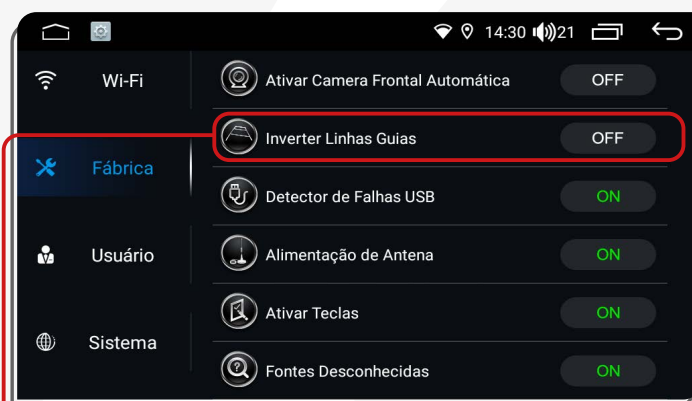 14:30 21
Wi-Fi
Fábrica
Usuário
Sistema
Ativar Camera Frontal Automática OFF
Inverter Linhas Guias OFF
Detector de Falhas USB ON
Alimentação de Antena ON
Ativar Teclas ON
Fontes Desconhecidas ON